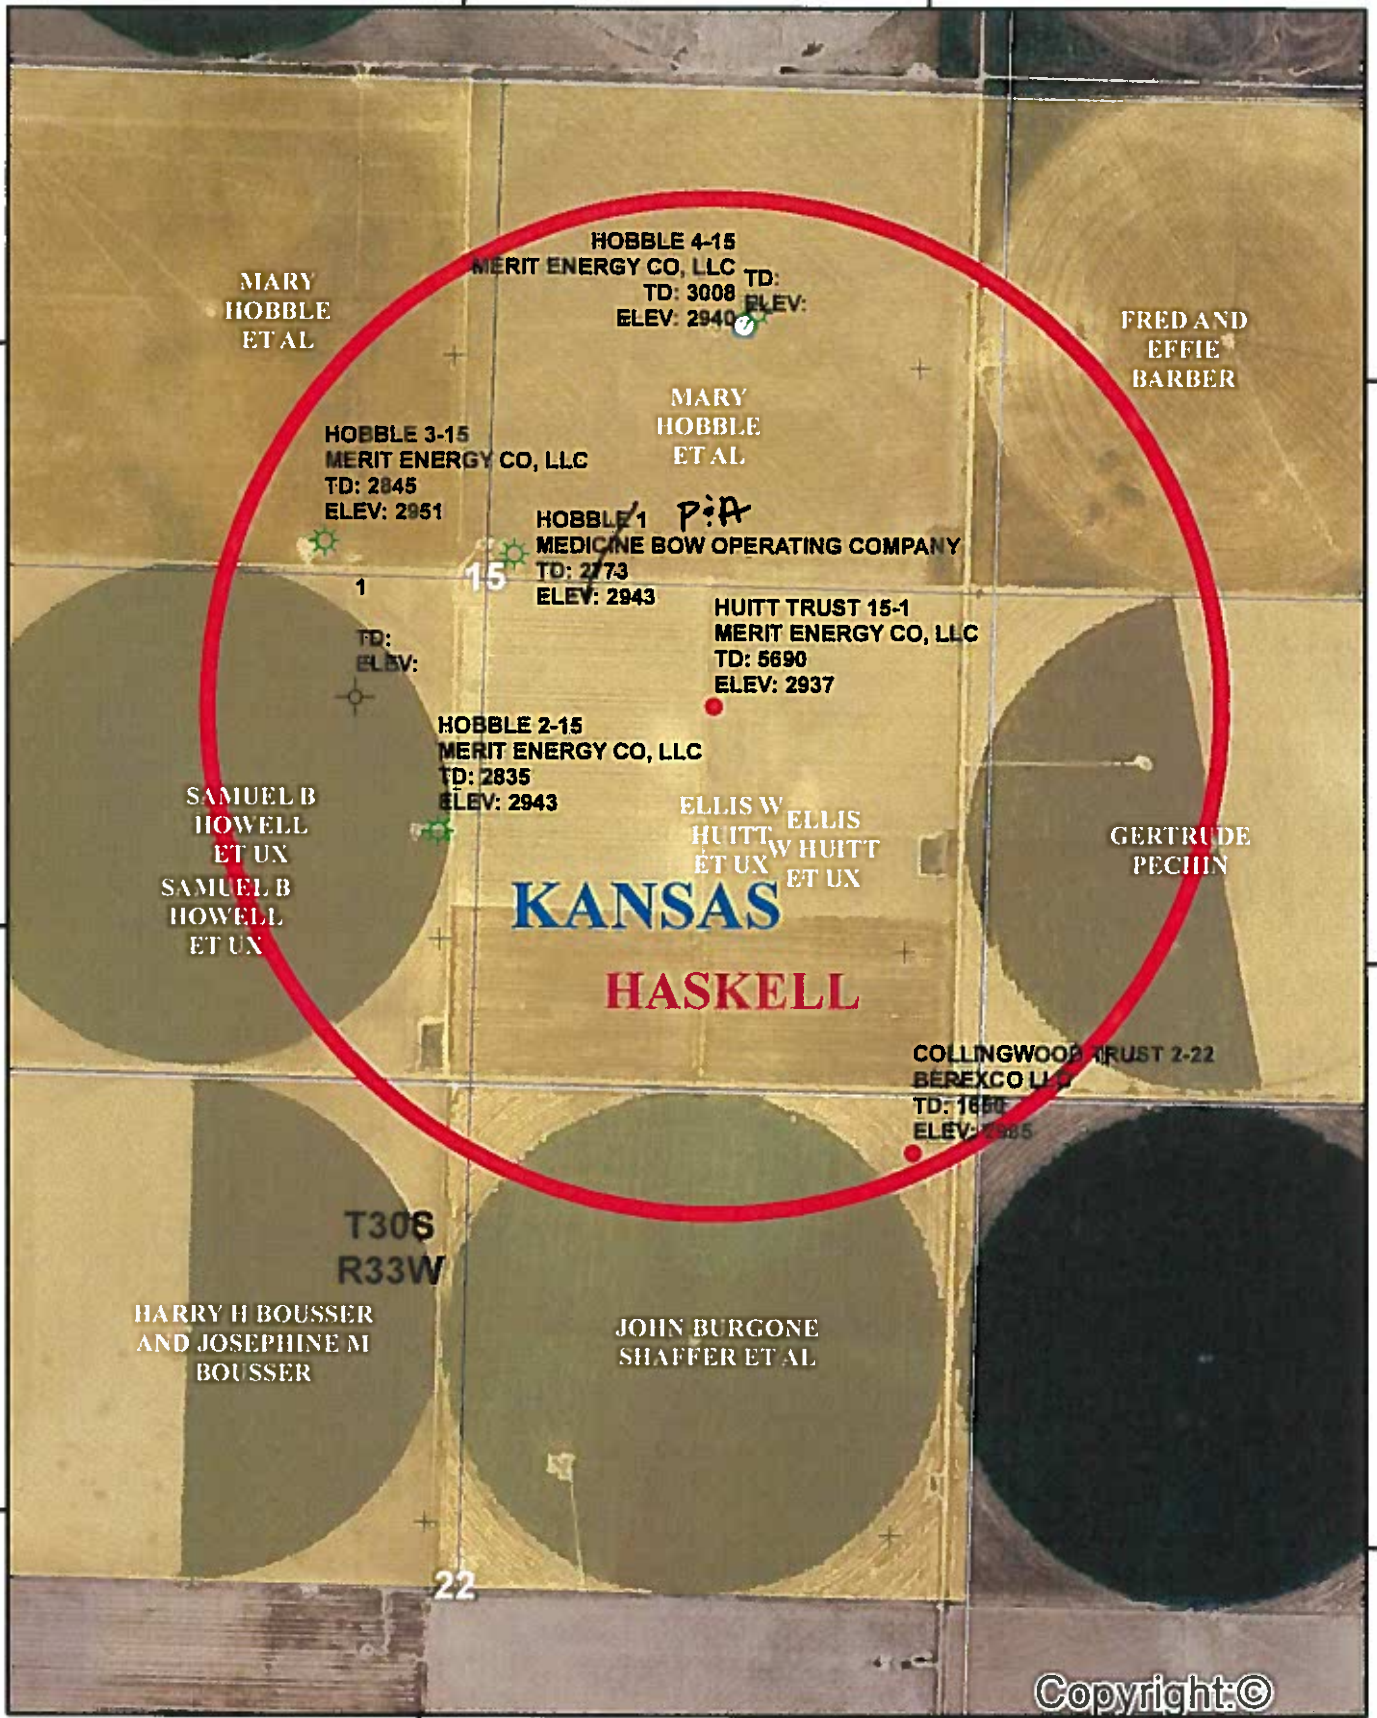 HOBBLE 4-15
MERIT ENERGY CO, LLC
TD: 3008
ELEV: 2940
TD:
ELEV:
MARY
HOBBLE
ET AL
FRED AND
EFFIE
BARBER
MARY
HOBBLE
ET AL
HOBBLE 3-15
MERIT ENERGY CO, LLC
TD: 2845
ELEV: 2951
HOBBLE 1 P&A
MEDICINE BOW OPERATING COMPANY
TD: 2773
ELEV: 2943
15
1
TD:
ELEV:
HUITT TRUST 15-1
MERIT ENERGY CO, LLC
TD: 5690
ELEV: 2937
HOBBLE 2-15
MERIT ENERGY CO, LLC
TD: 2835
ELEV: 2943
SAMUEL B
HOWELL
ET UX
SAMUEL B
HOWELL
ET UX
ELLIS W
HUITT
ET UX
ELLIS
W HUITT
ET UX
GERTRUDE
PECHIN
KANSAS
HASKELL
COLLINGWOOD TRUST 2-22
BEREXCO LLC
TD: 
ELEV: 
T30S
R33W
HARRY H BOUSSER
AND JOSEPHINE M
BOUSSER
JOHN BURGONE
SHAFFER ET AL
22
Copyright:©